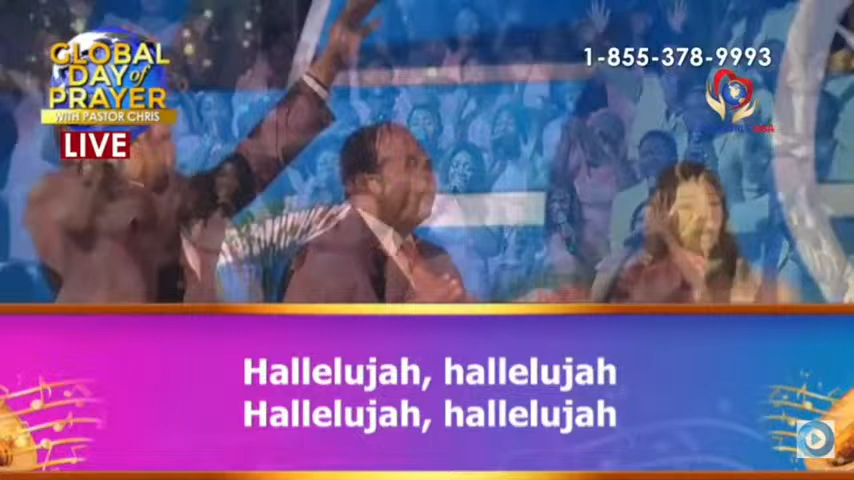 GLOBAL
DAY of
PRAYER
WITH PASTOR CHRIS
LIVE
1-855-378-9993
Hallelujah, hallelujah
Hallelujah, hallelujah